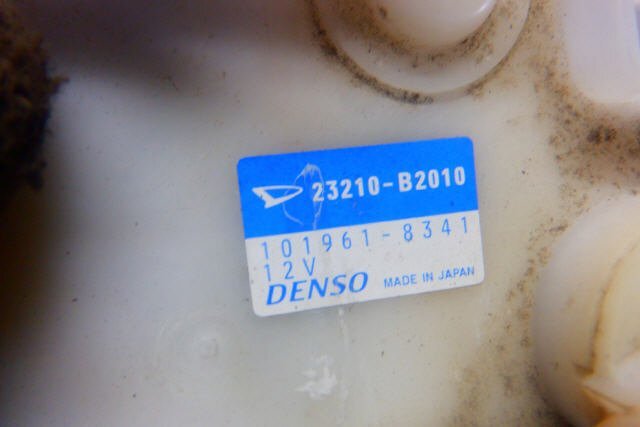 23210-B2010
101961-8341
12V
DENSO MADE IN JAPAN